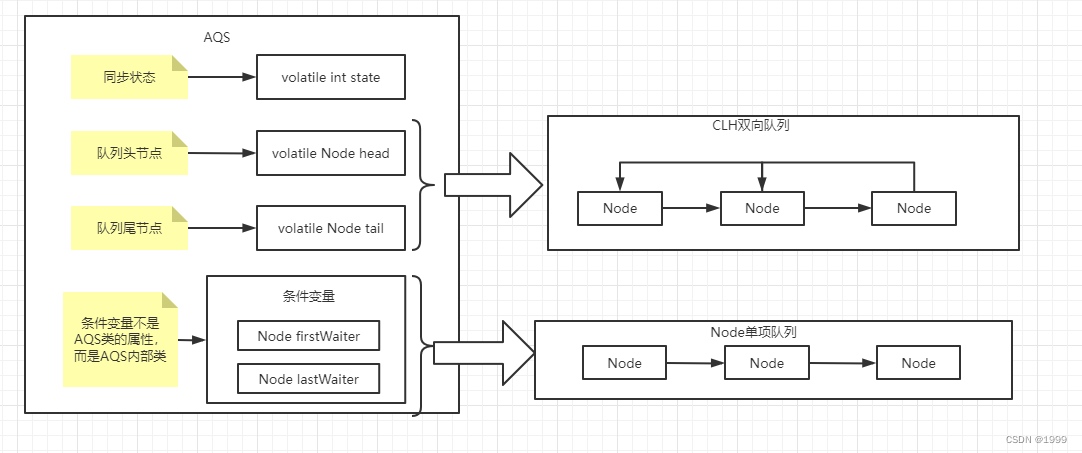 AQS
同步状态
volatile int state
队列头节点
volatile Node head
队列尾节点
volatile Node tail
条件变量不是
AQS类的属性，
而是AQS内部类
条件变量
Node firstWaiter
Node lastWaiter
CLH双向队列
Node
Node
Node
Node单项队列
Node
Node
Node
CSDN @1999